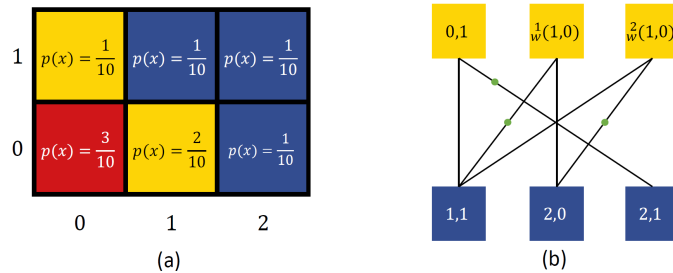 1 p(x) = 1/10 p(x) = 1/10 p(x) = 1/10
0 p(x) = 3/10 p(x) = 2/10 p(x) = 1/10
0 1 2
(a)
0,1 ¹w(1,0) ²w(1,0)
1,1 2,0 2,1
(b)